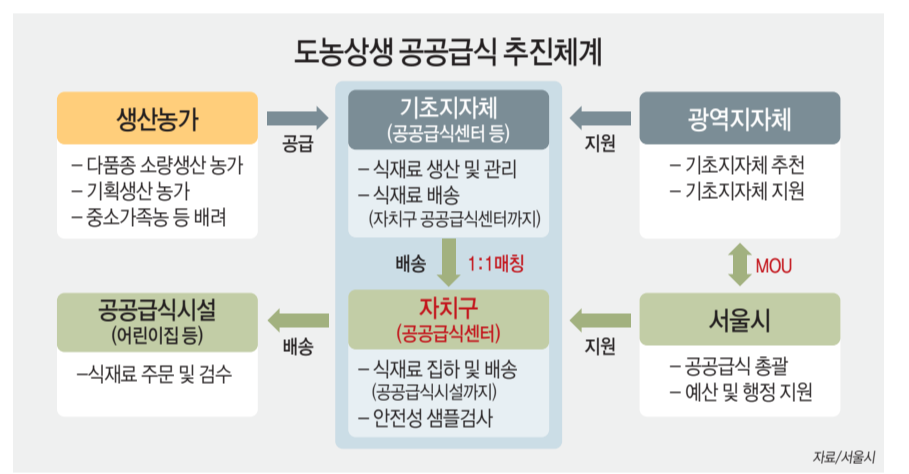 도농상생 공공급식 추진체계
생산농가
- 다품종 소량생산 농가
- 기획생산 농가
- 중소가족농 등 배려
공급
기초지자체
(공공급식센터 등)
- 식재료 생산 및 관리
- 식재료 배송
(자치구 공공급식센터까지)
지원
광역지자체
- 기초지자체 추천
- 기초지자체 지원
배송
1:1매칭
MOU
공공급식시설
(어린이집 등)
-식재료 주문 및 검수
배송
자치구
(공공급식센터)
- 식재료 집하 및 배송
(공공급식시설까지)
- 안전성 샘플검사
지원
서울시
- 공공급식 총괄
- 예산 및 행정 지원
자료/서울시